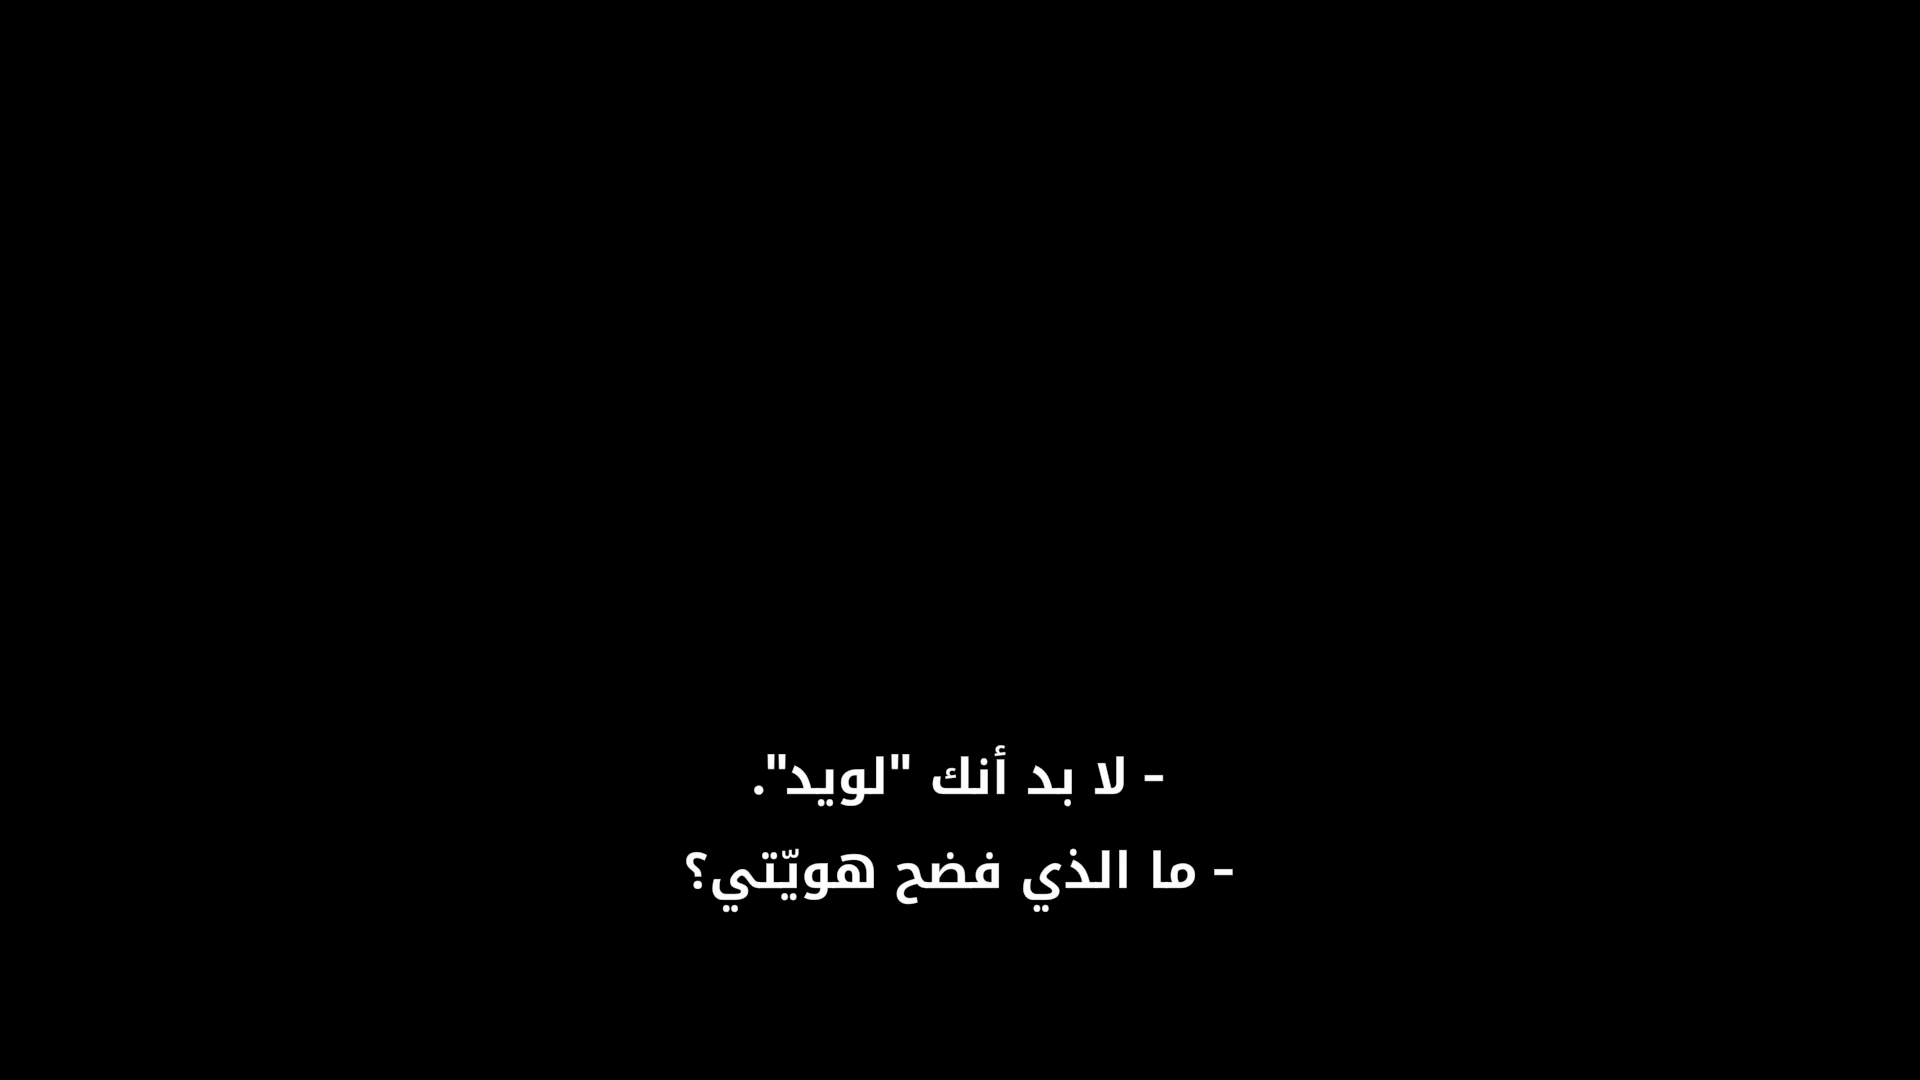 - لا بد أنك "لويد".
- ما الذي فضح هويّتي؟